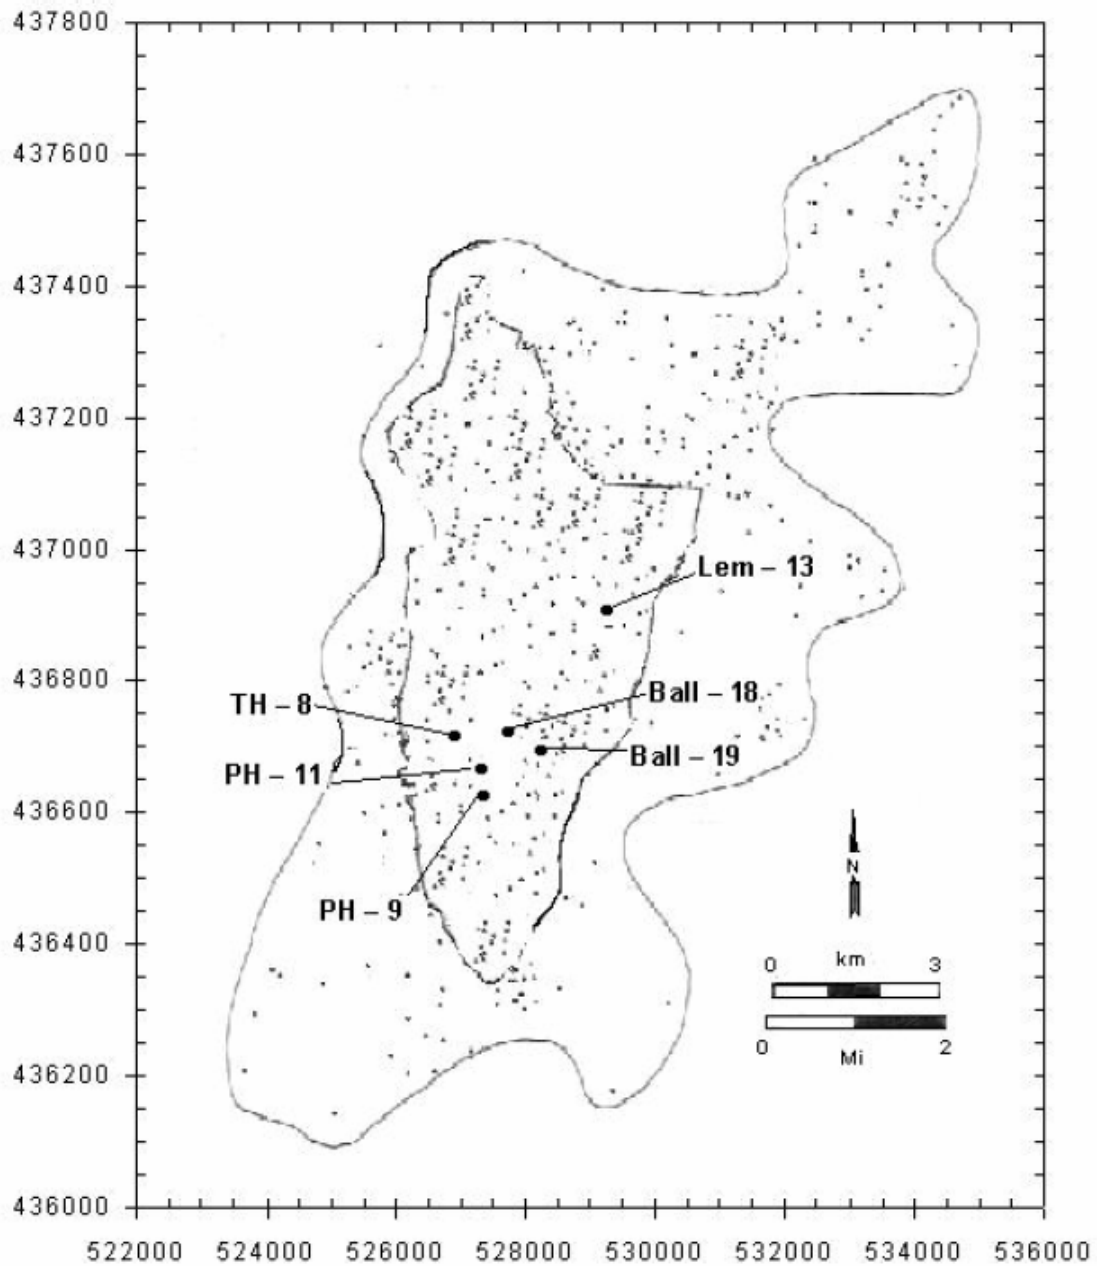 437800
437600
437400
437200
437000
Lem – 13
436800
TH – 8
Ball – 18
PH – 11
Ball – 19
436600
N
PH – 9
436400
0 km 3
0 Mi 2
436200
436000
522000 524000 526000 528000 530000 532000 534000 536000